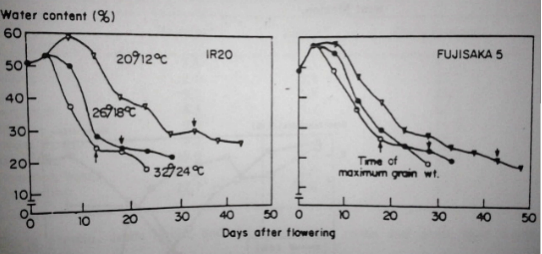 Water content (%)
60
50
40
30
20
10
0
IR20
20/12°C
26/18°C
32/24°C
0 10 20 30 40 50
FUJISAKA 5
Time of
maximum grain wt.
0 10 20 30 40 50
Days after flowering